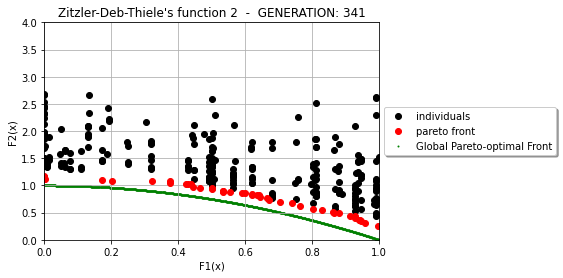 Zitzler-Deb-Thiele's function 2 - GENERATION: 341
4.0
3.5
3.0
2.5
2.0
1.5
1.0
0.5
0.0
F2(x)
0.0 0.2 0.4 0.6 0.8 1.0
F1(x)
individuals
pareto front
Global Pareto-optimal Front